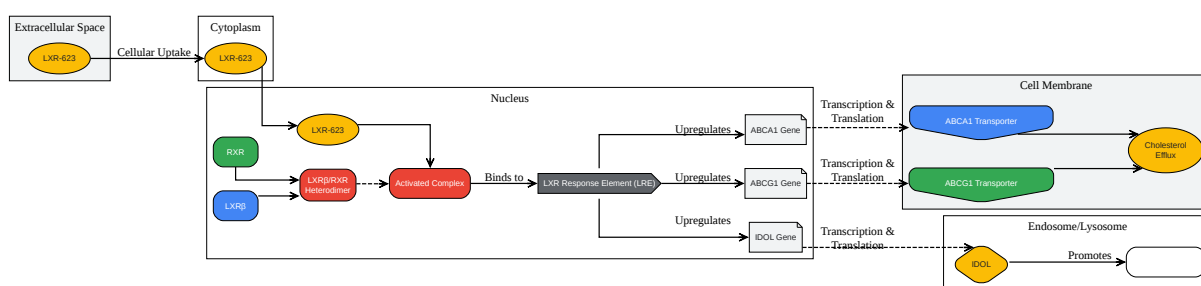 Extracellular Space
LXR-623
Cellular Uptake
Cytoplasm
LXR-623
Nucleus
LXR-623
RXR
LXRβ
LXRβ/RXR
Heterodimer
Activated Complex
Binds to
LXR Response Element (LRE)
Upregulates
ABCA1 Gene
Upregulates
ABCG1 Gene
Upregulates
IDOL Gene
Transcription &
Translation
Transcription &
Translation
Transcription &
Translation
Cell Membrane
ABCA1 Transporter
ABCG1 Transporter
Cholesterol
Efflux
Endosome/Lysosome
IDOL
Promotes